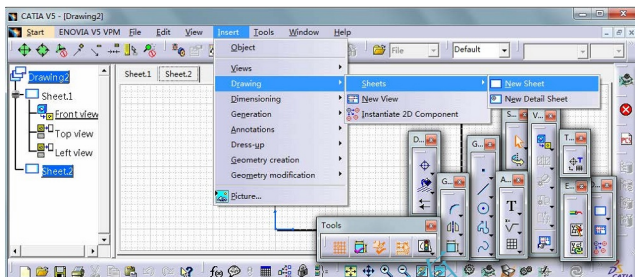 CATIA V5 - [Drawing2]
Start ENOVIA V5 VPM File Edit View Insert Tools Window Help
File Default
Drawing2
Sheet.1
Front view
Top view
Left view
Sheet.2
Sheet.1 Sheet.2
Object
Views
Drawing
Dimensioning
Generation
Annotations
Dress-up
Geometry creation
Geometry modification
Picture...
Sheets
New View
Instantiate 2D Component
New Sheet
New Detail Sheet
S... V...
D... G... T...
G... A... E...
Tools